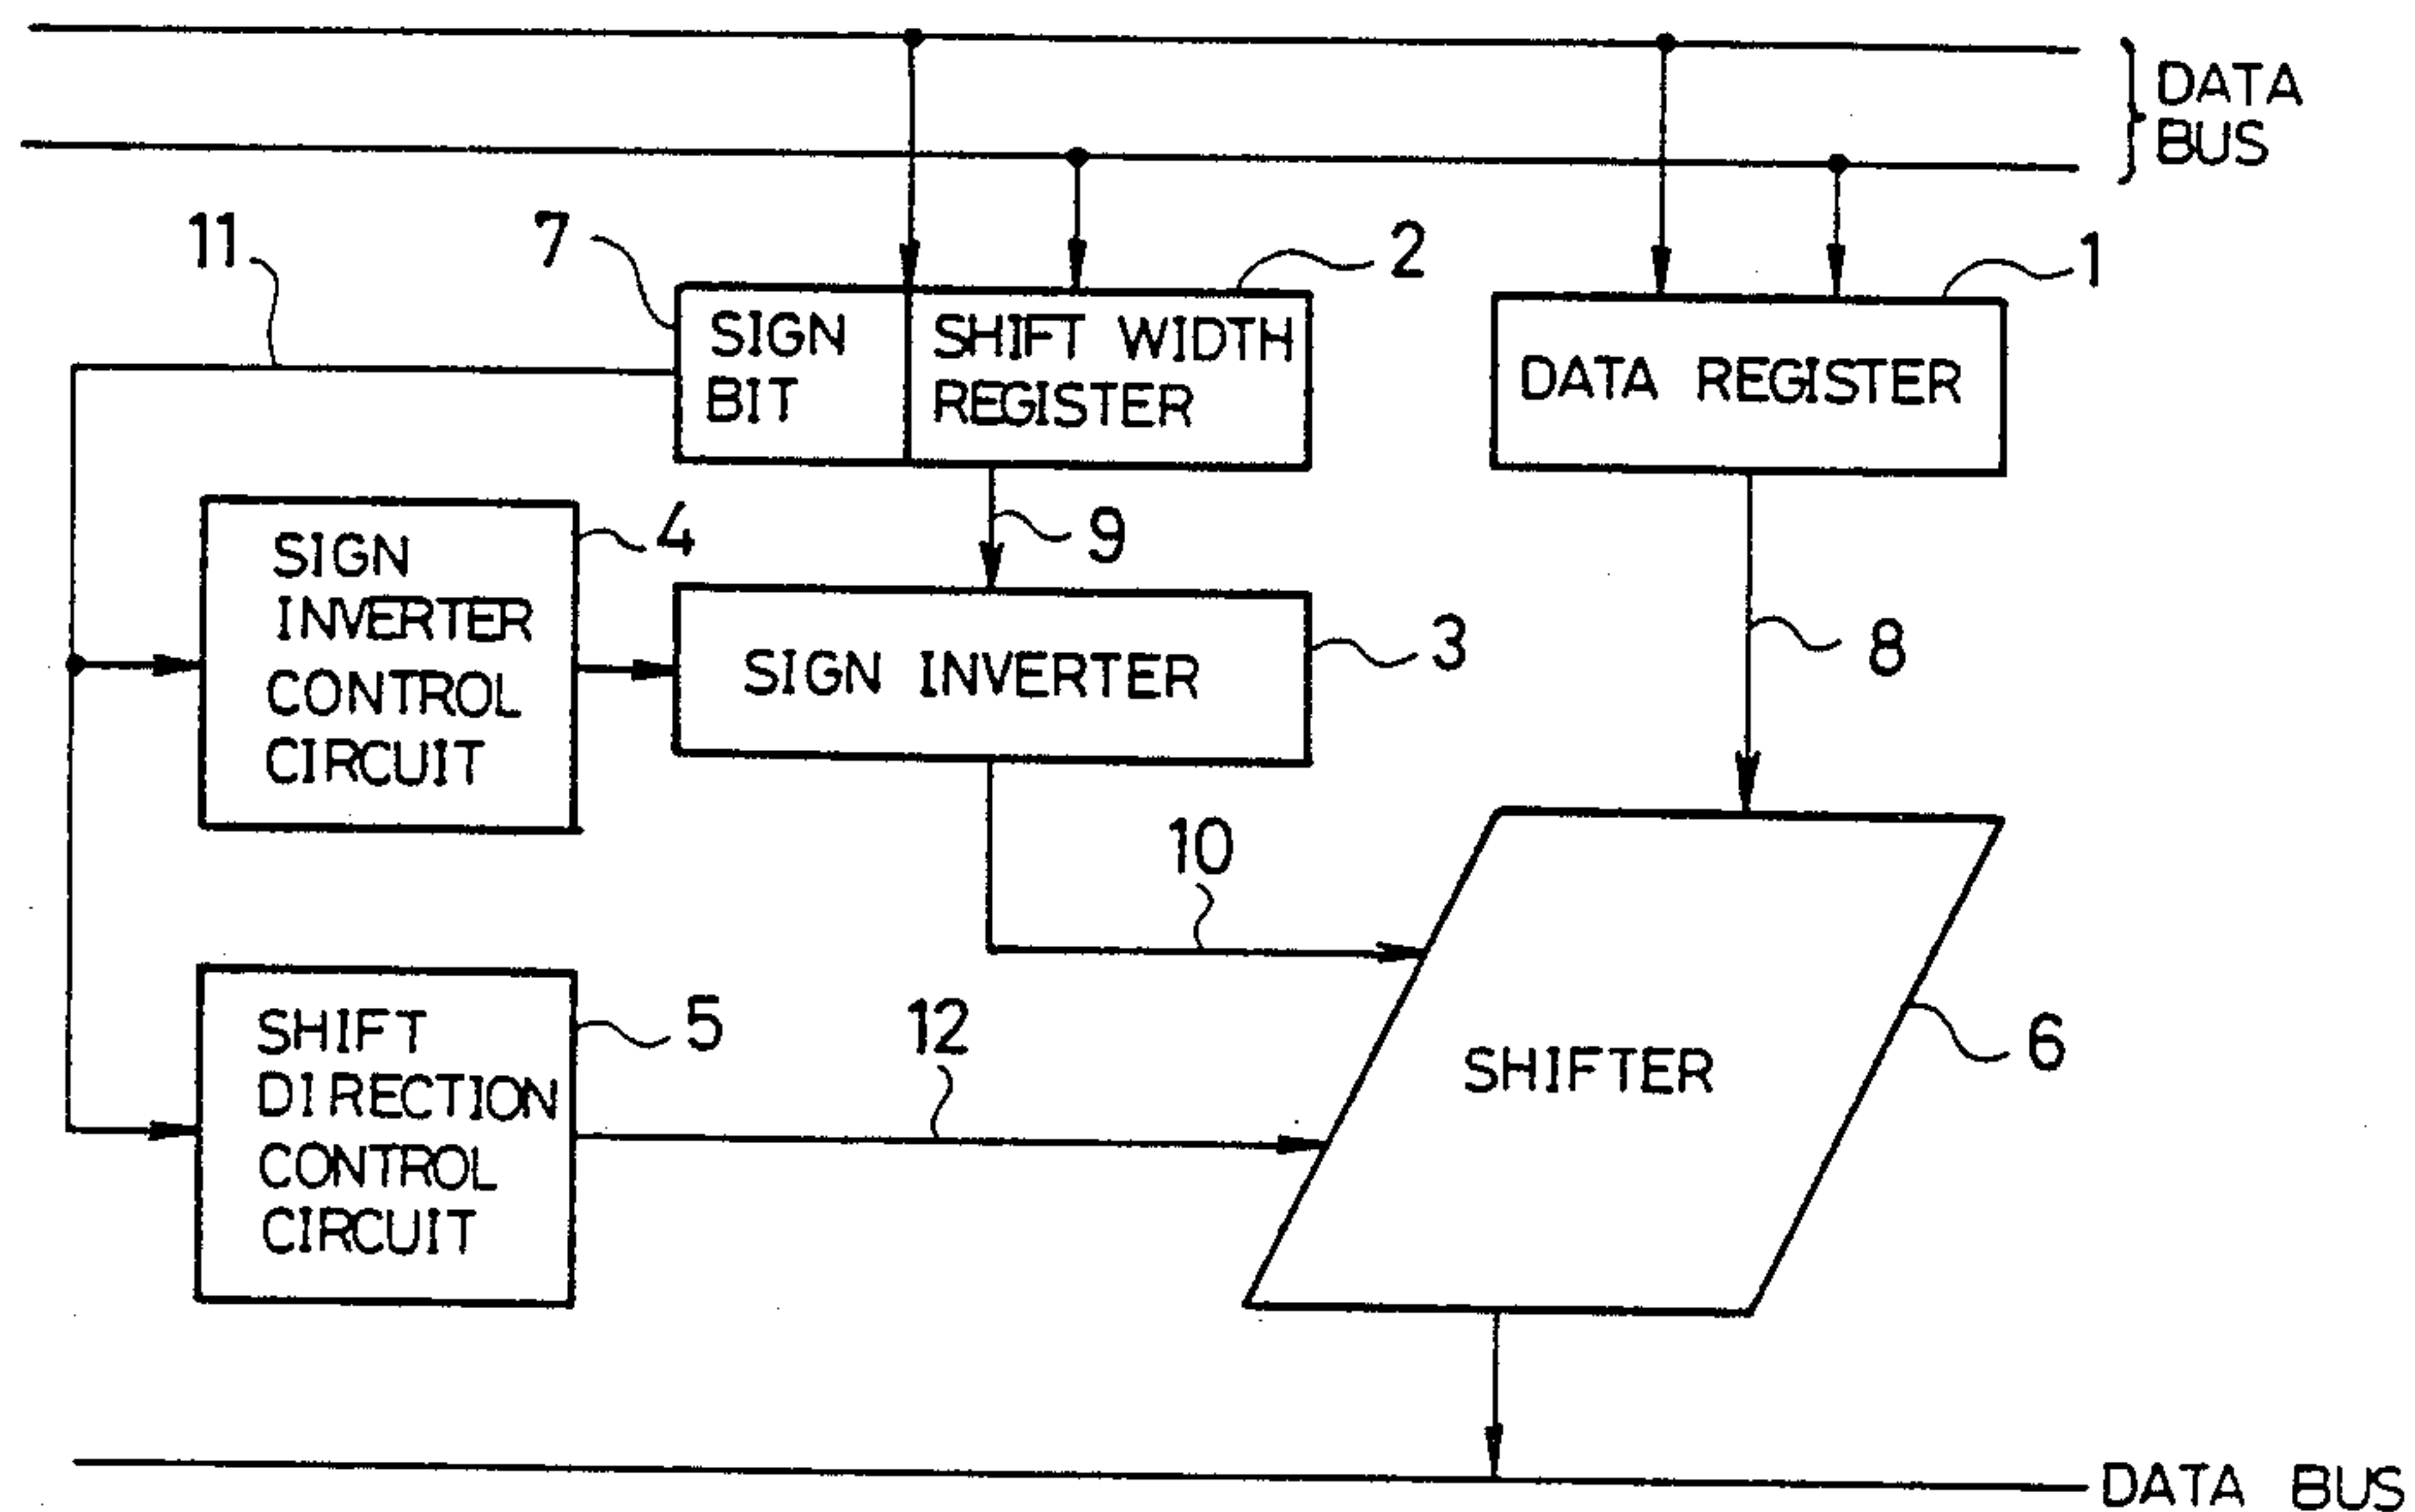 DATA
BUS
11
7
2
1
SIGN
BIT
SHIFT WIDTH
REGISTER
DATA REGISTER
4
9
SIGN
INVERTER
CONTROL
CIRCUIT
SIGN INVERTER
3
8
10
5
12
SHIFT
DIRECTION
CONTROL
CIRCUIT
SHIFTER
6
DATA BUS